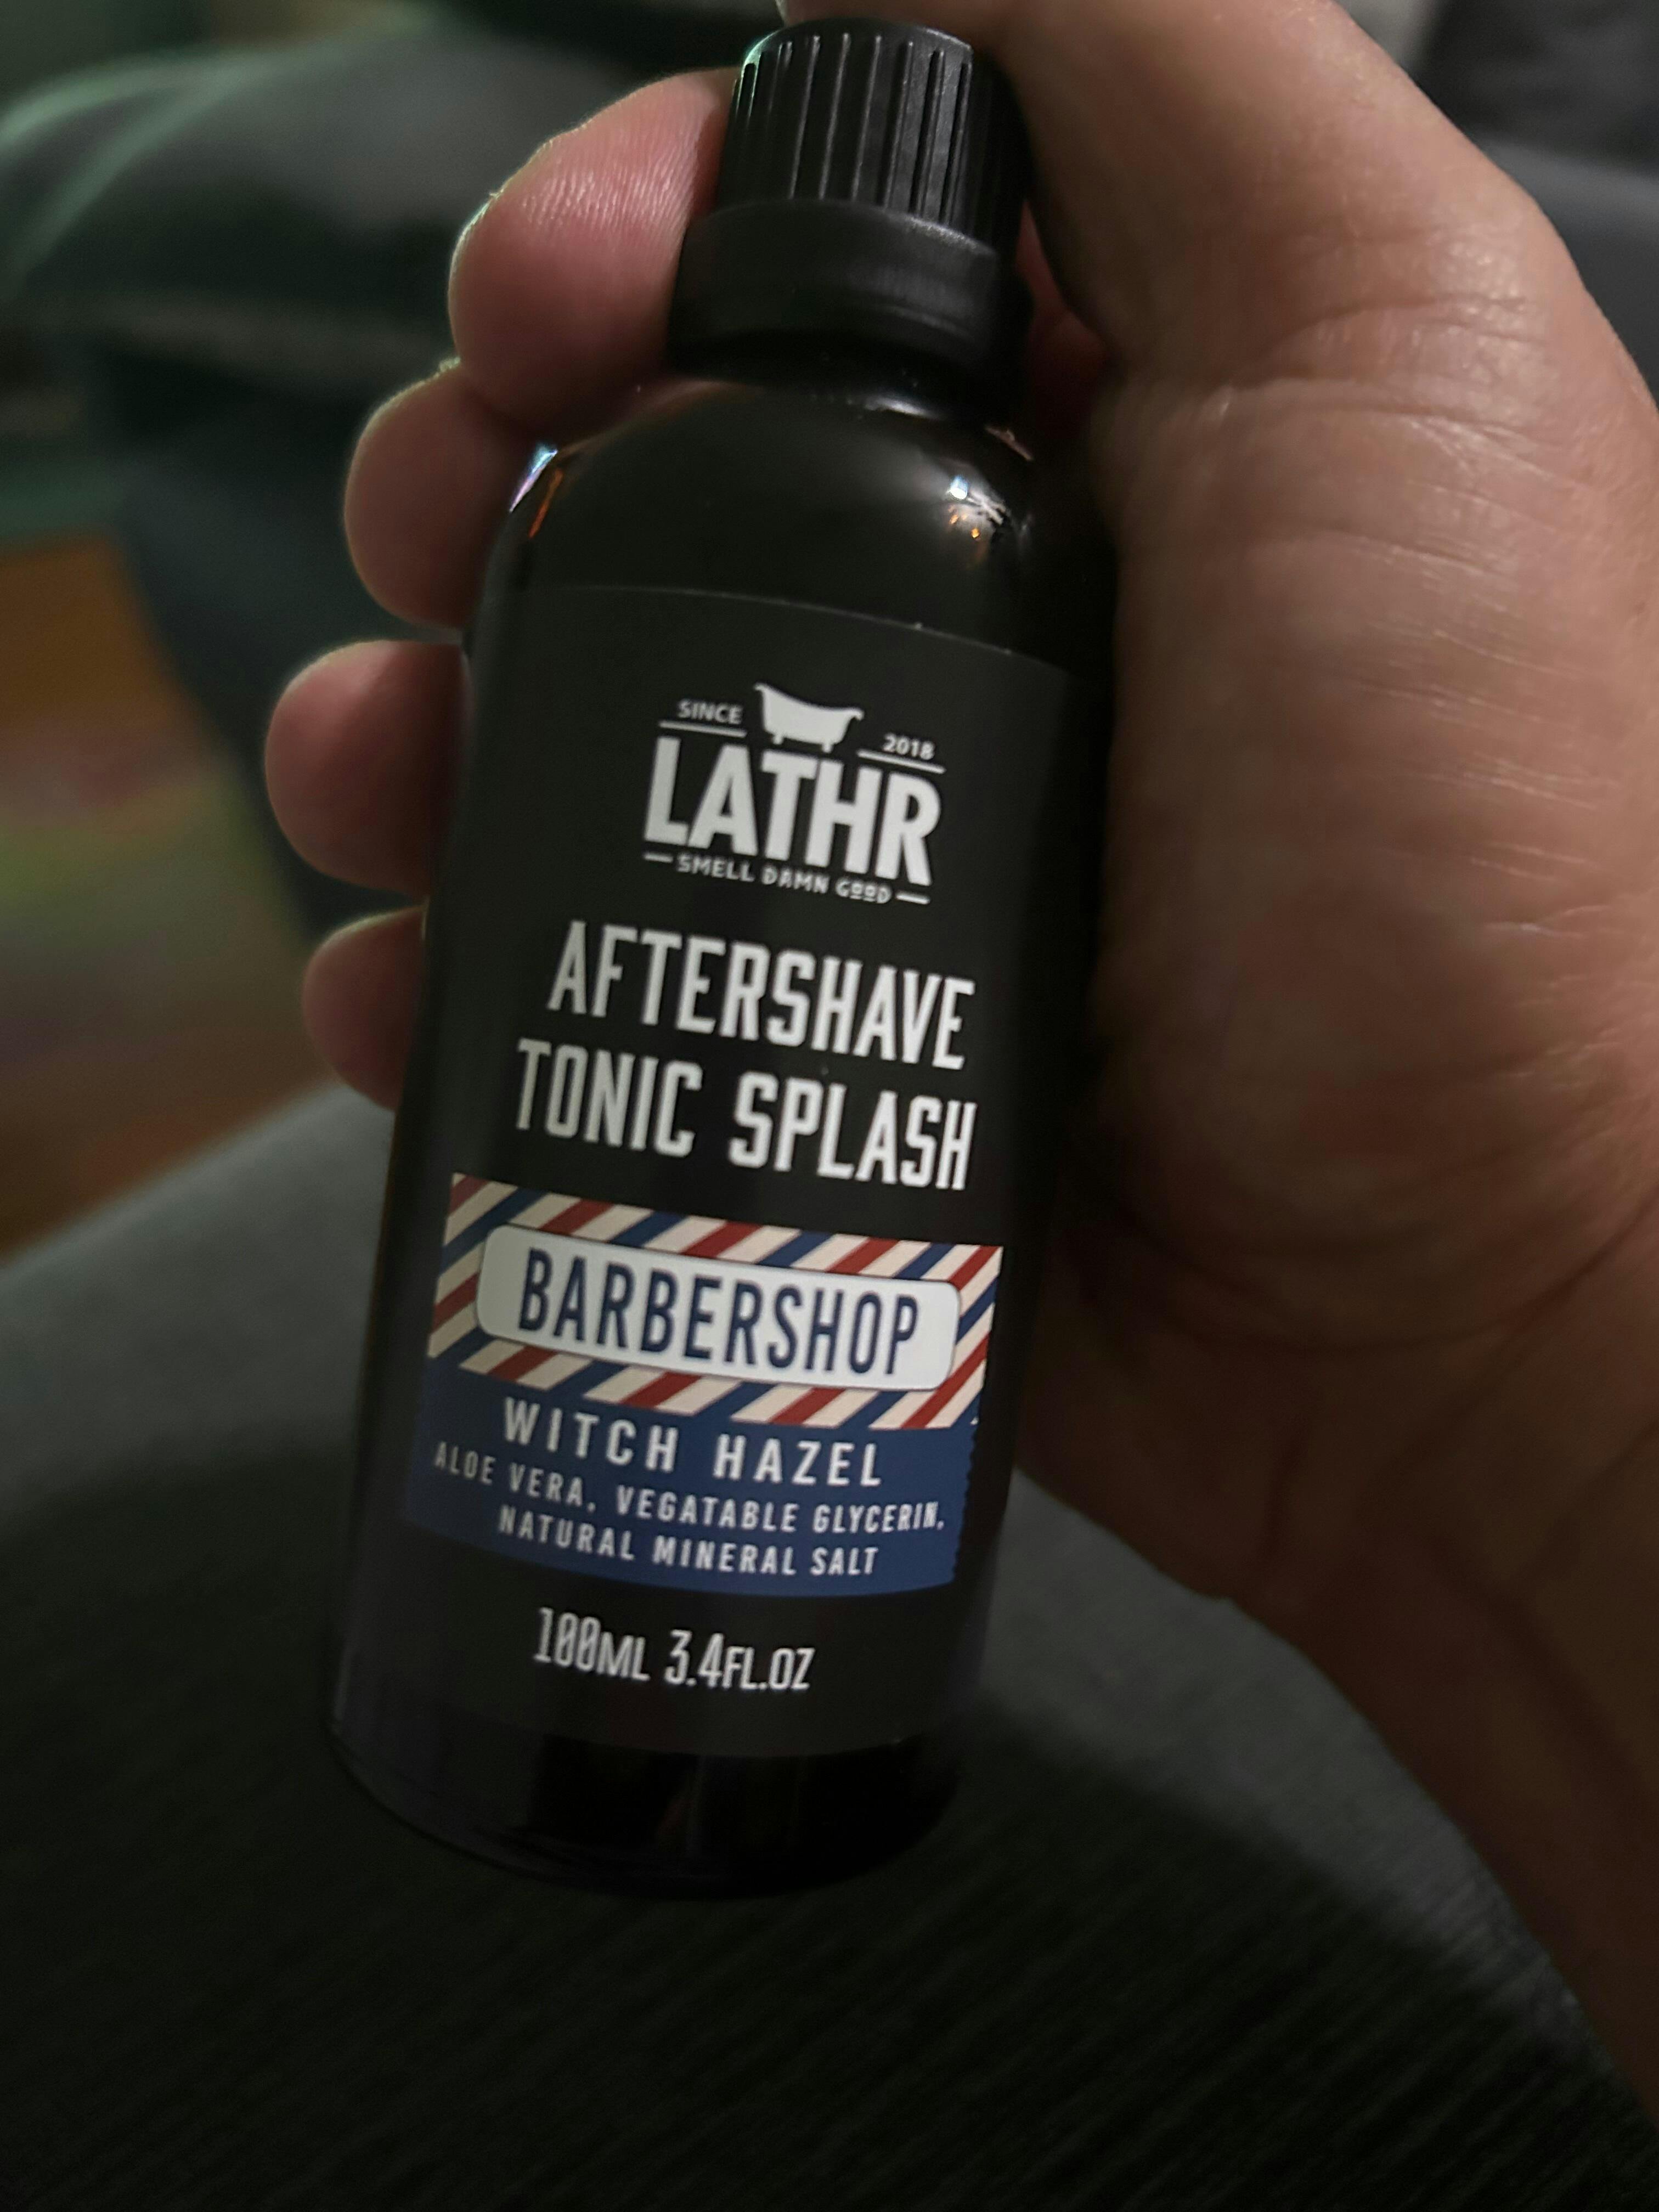 SINCE 2018
LATHR
SMELL DAMN GOOD
AFTERSHAVE
TONIC SPLASH
BARBERSHOP
WITCH HAZEL
ALOE VERA, VEGATABLE GLYCERIN,
NATURAL MINERAL SALT
100ML 3.4FL.OZ